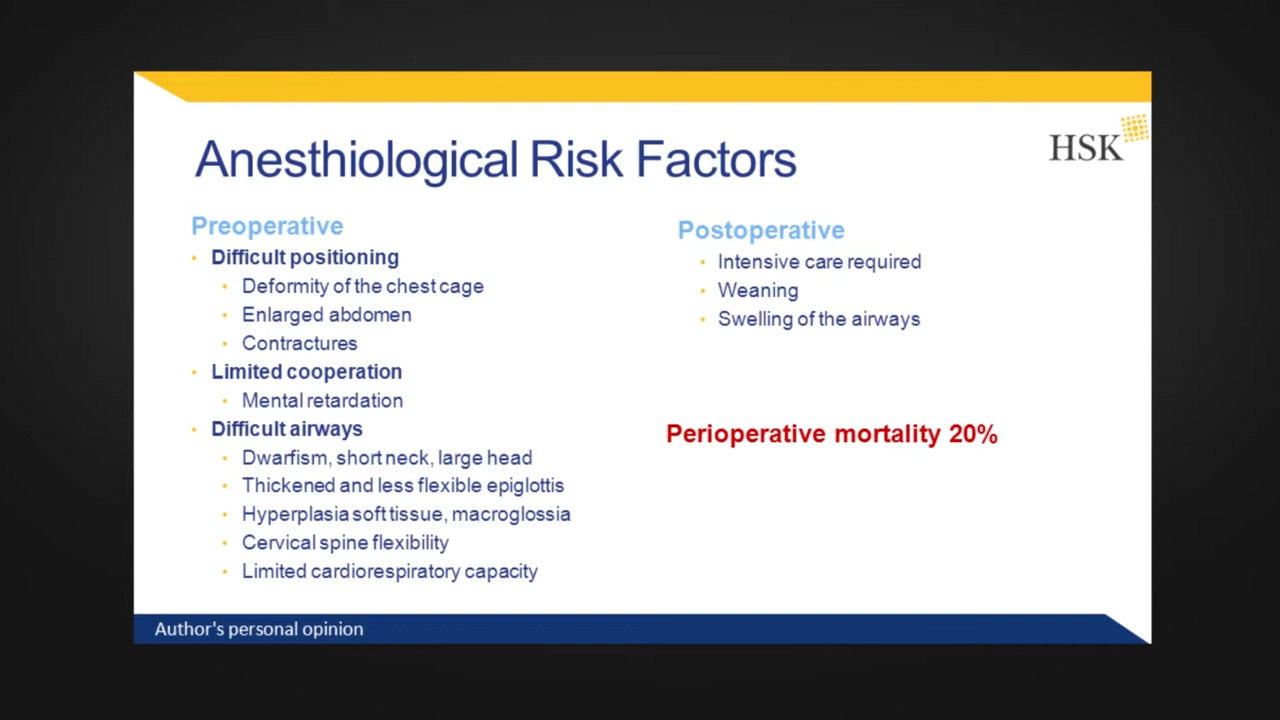 Anesthiological Risk Factors
HSK
Preoperative
Difficult positioning
Deformity of the chest cage
Enlarged abdomen
Contractures
Limited cooperation
Mental retardation
Difficult airways
Dwarfism, short neck, large head
Thickened and less flexible epiglottis
Hyperplasia soft tissue, macroglossia
Cervical spine flexibility
Limited cardiorespiratory capacity
Postoperative
Intensive care required
Weaning
Swelling of the airways
Perioperative mortality 20%
Author's personal opinion